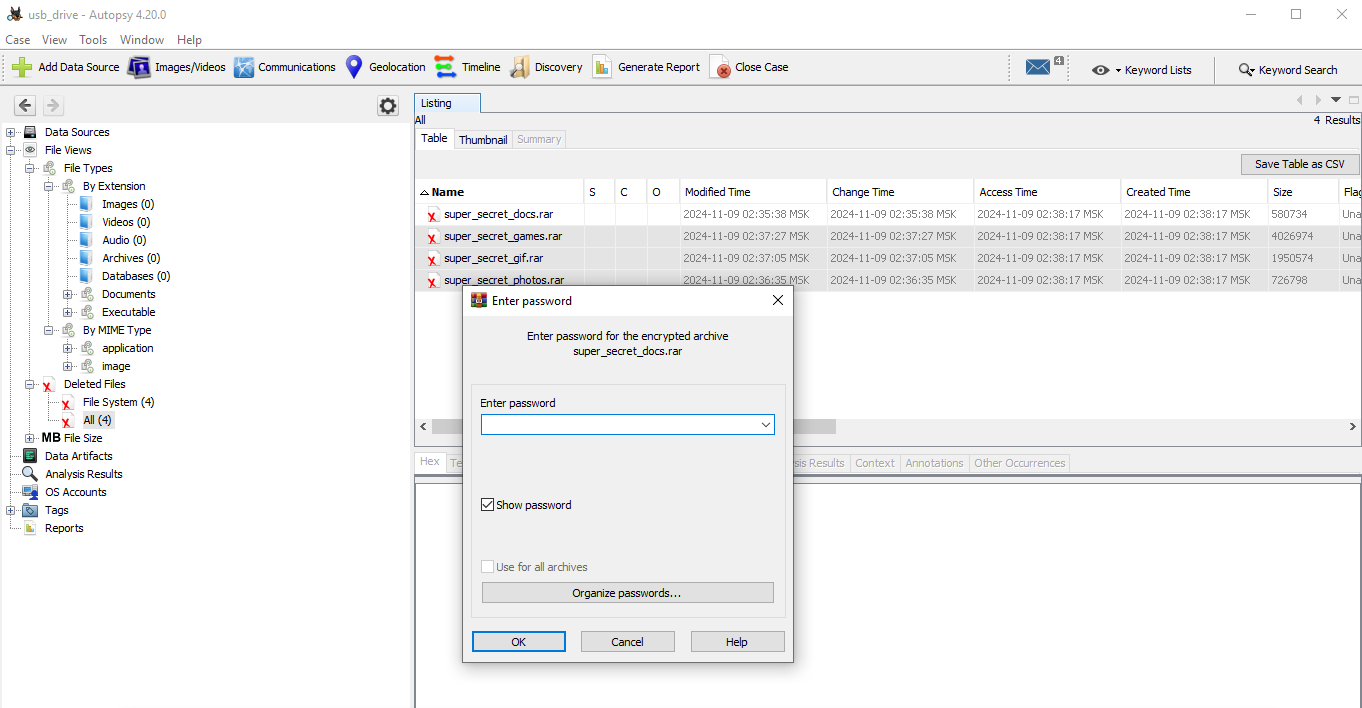 usb_drive - Autopsy 4.20.0
Case View Tools Window Help
Add Data Source Images/Videos Communications Geolocation Timeline Discovery Generate Report Close Case 4 Keyword Lists Keyword Search
Listing
All
4 Results
Table Thumbnail Summary
Save Table as CSV
Name S C O Modified Time Change Time Access Time Created Time Size Flag
super_secret_docs.rar 2024-11-09 02:35:38 MSK 2024-11-09 02:35:38 MSK 2024-11-09 02:38:17 MSK 2024-11-09 02:38:17 MSK 580734 Una
super_secret_games.rar 2024-11-09 02:37:27 MSK 2024-11-09 02:37:27 MSK 2024-11-09 02:38:17 MSK 2024-11-09 02:38:17 MSK 4026974 Una
super_secret_gif.rar 2024-11-09 02:37:05 MSK 2024-11-09 02:37:05 MSK 2024-11-09 02:38:17 MSK 2024-11-09 02:38:17 MSK 1950574 Una
super_secret_photos.rar 2024-11-09 02:36:35 MSK 2024-11-09 02:36:35 MSK 2024-11-09 02:38:17 MSK 2024-11-09 02:38:17 MSK 726798 Una
Data Sources
File Views
File Types
By Extension
Images (0)
Videos (0)
Audio (0)
Archives (0)
Databases (0)
Documents
Executable
By MIME Type
application
image
Deleted Files
File System (4)
All (4)
MB File Size
Data Artifacts
Analysis Results
OS Accounts
Tags
Reports
Enter password
Enter password for the encrypted archive
super_secret_docs.rar
Enter password
Show password
Use for all archives
Organize passwords...
OK Cancel Help
Hex Te sis Results Context Annotations Other Occurrences